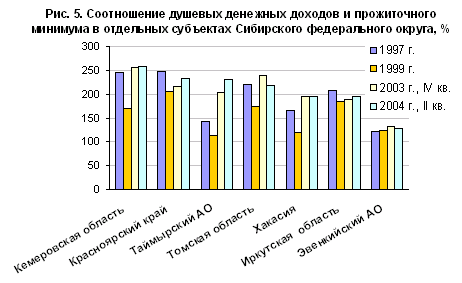 Рис. 5. Соотношение душевых денежных доходов и прожиточного
минимума в отдельных субъектах Сибирского федерального округа, %
300
250
200
150
100
50
0
1997 г.
1999 г.
2003 г., IV кв.
2004 г., II кв.
Кемеровская область
Красноярский край
Таймырский АО
Томская область
Хакасия
Иркутская область
Эвенкийский АО